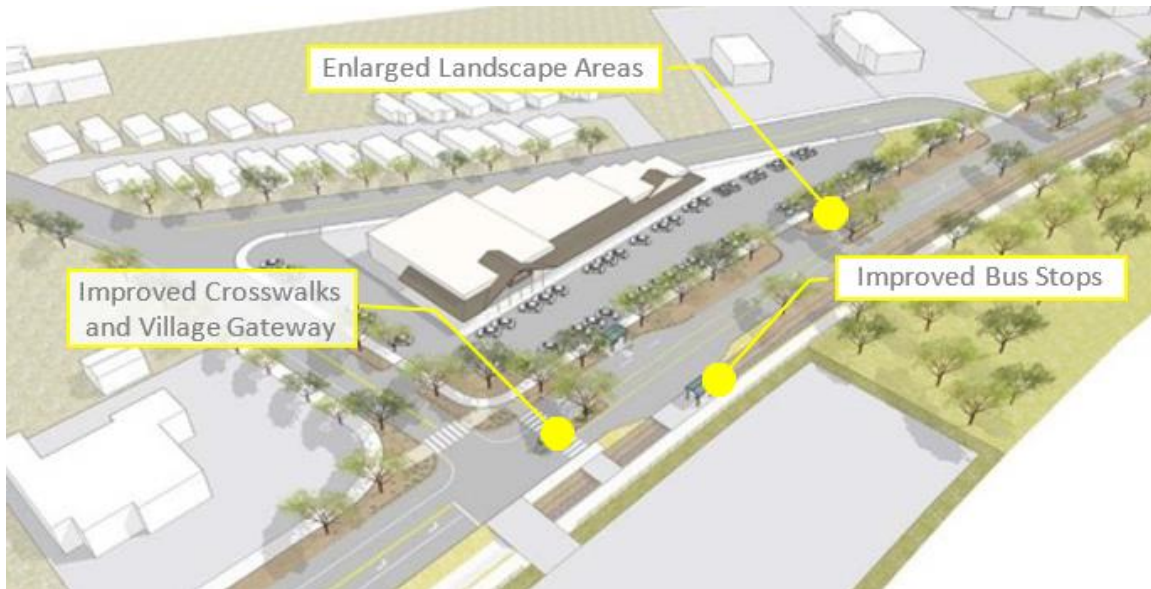 Enlarged Landscape Areas
Improved Bus Stops
Improved Crosswalks
and Village Gateway